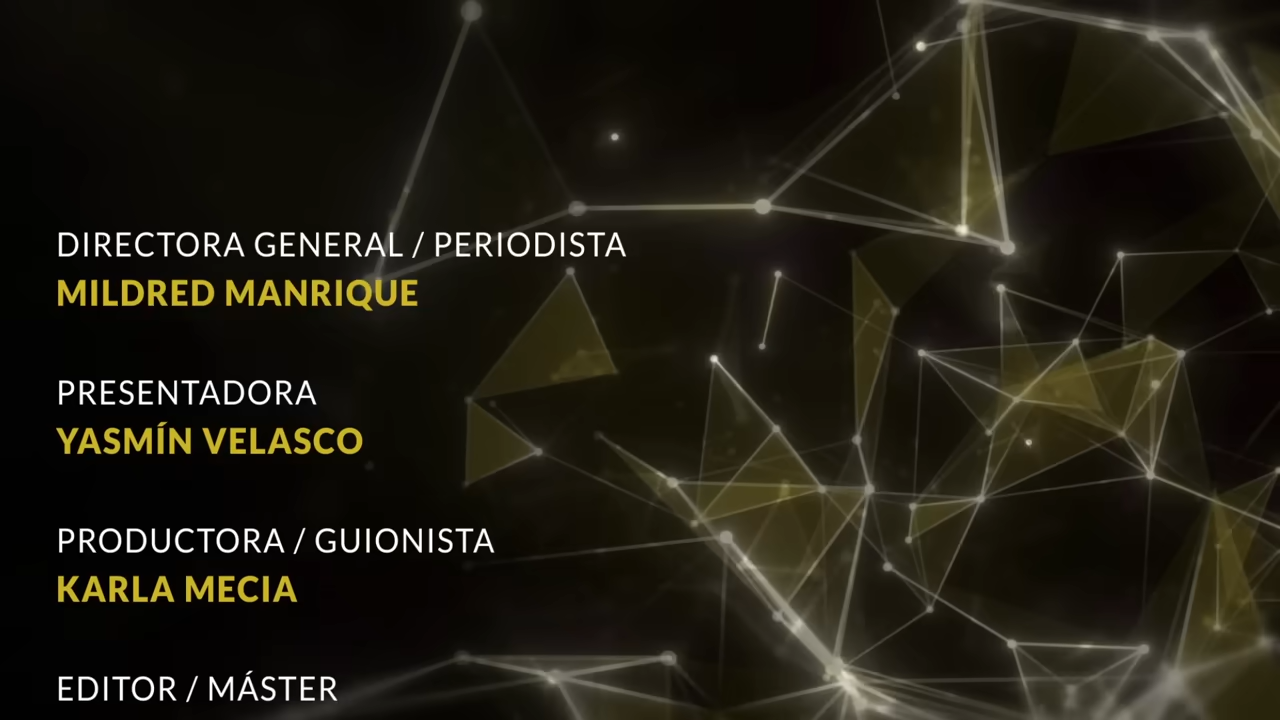 DIRECTORA GENERAL / PERIODISTA
MILDRED MANRIQUE
PRESENTADORA
YASMÍN VELASCO
PRODUCTORA / GUIONISTA
KARLA MECIA
EDITOR / MÁSTER